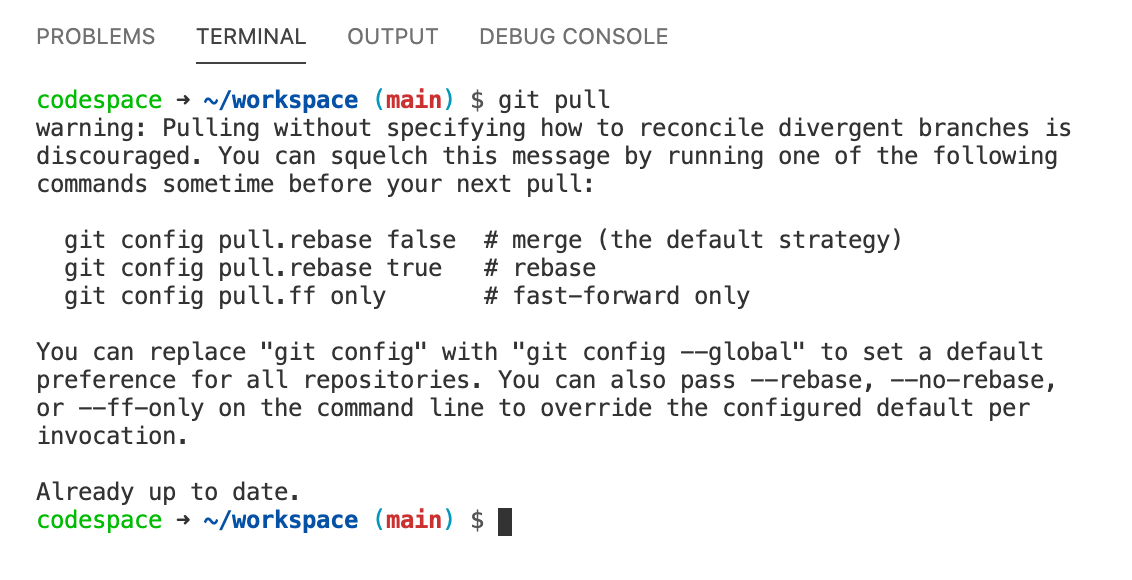 PROBLEMS TERMINAL OUTPUT DEBUG CONSOLE
codespace ➜ ~/workspace (main) $ git pull
warning: Pulling without specifying how to reconcile divergent branches is
discouraged. You can squelch this message by running one of the following
commands sometime before your next pull:

  git config pull.rebase false  # merge (the default strategy)
  git config pull.rebase true   # rebase
  git config pull.ff only       # fast-forward only

You can replace "git config" with "git config --global" to set a default
preference for all repositories. You can also pass --rebase, --no-rebase,
or --ff-only on the command line to override the configured default per
invocation.

Already up to date.
codespace ➜ ~/workspace (main) $